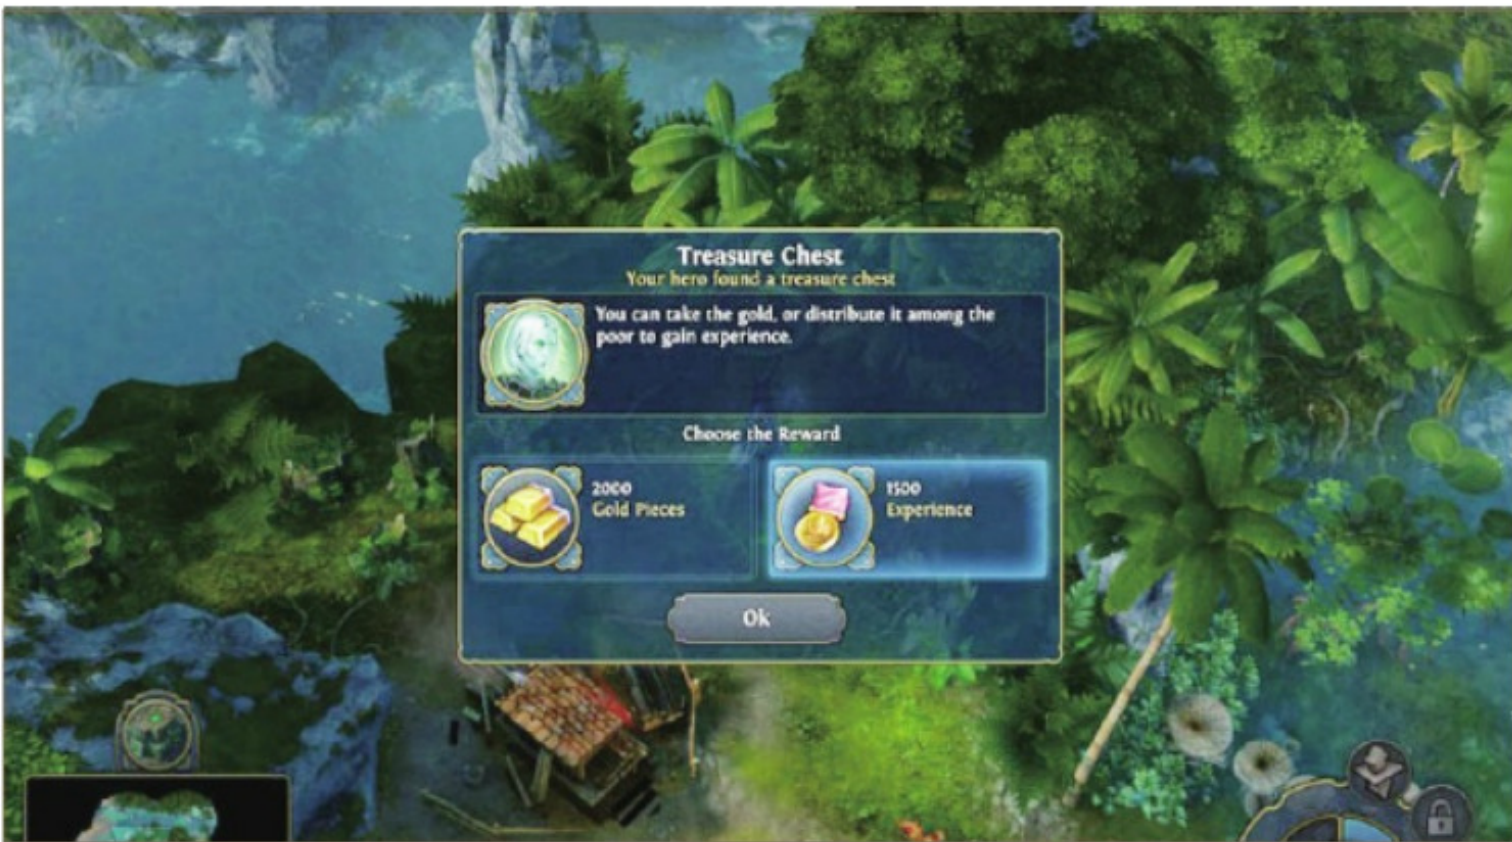 Treasure Chest
Your hero found a treasure chest
You can take the gold, or distribute it among the
poor to gain experience.
Choose the Reward
2000
Gold Pieces
1500
Experience
Ok